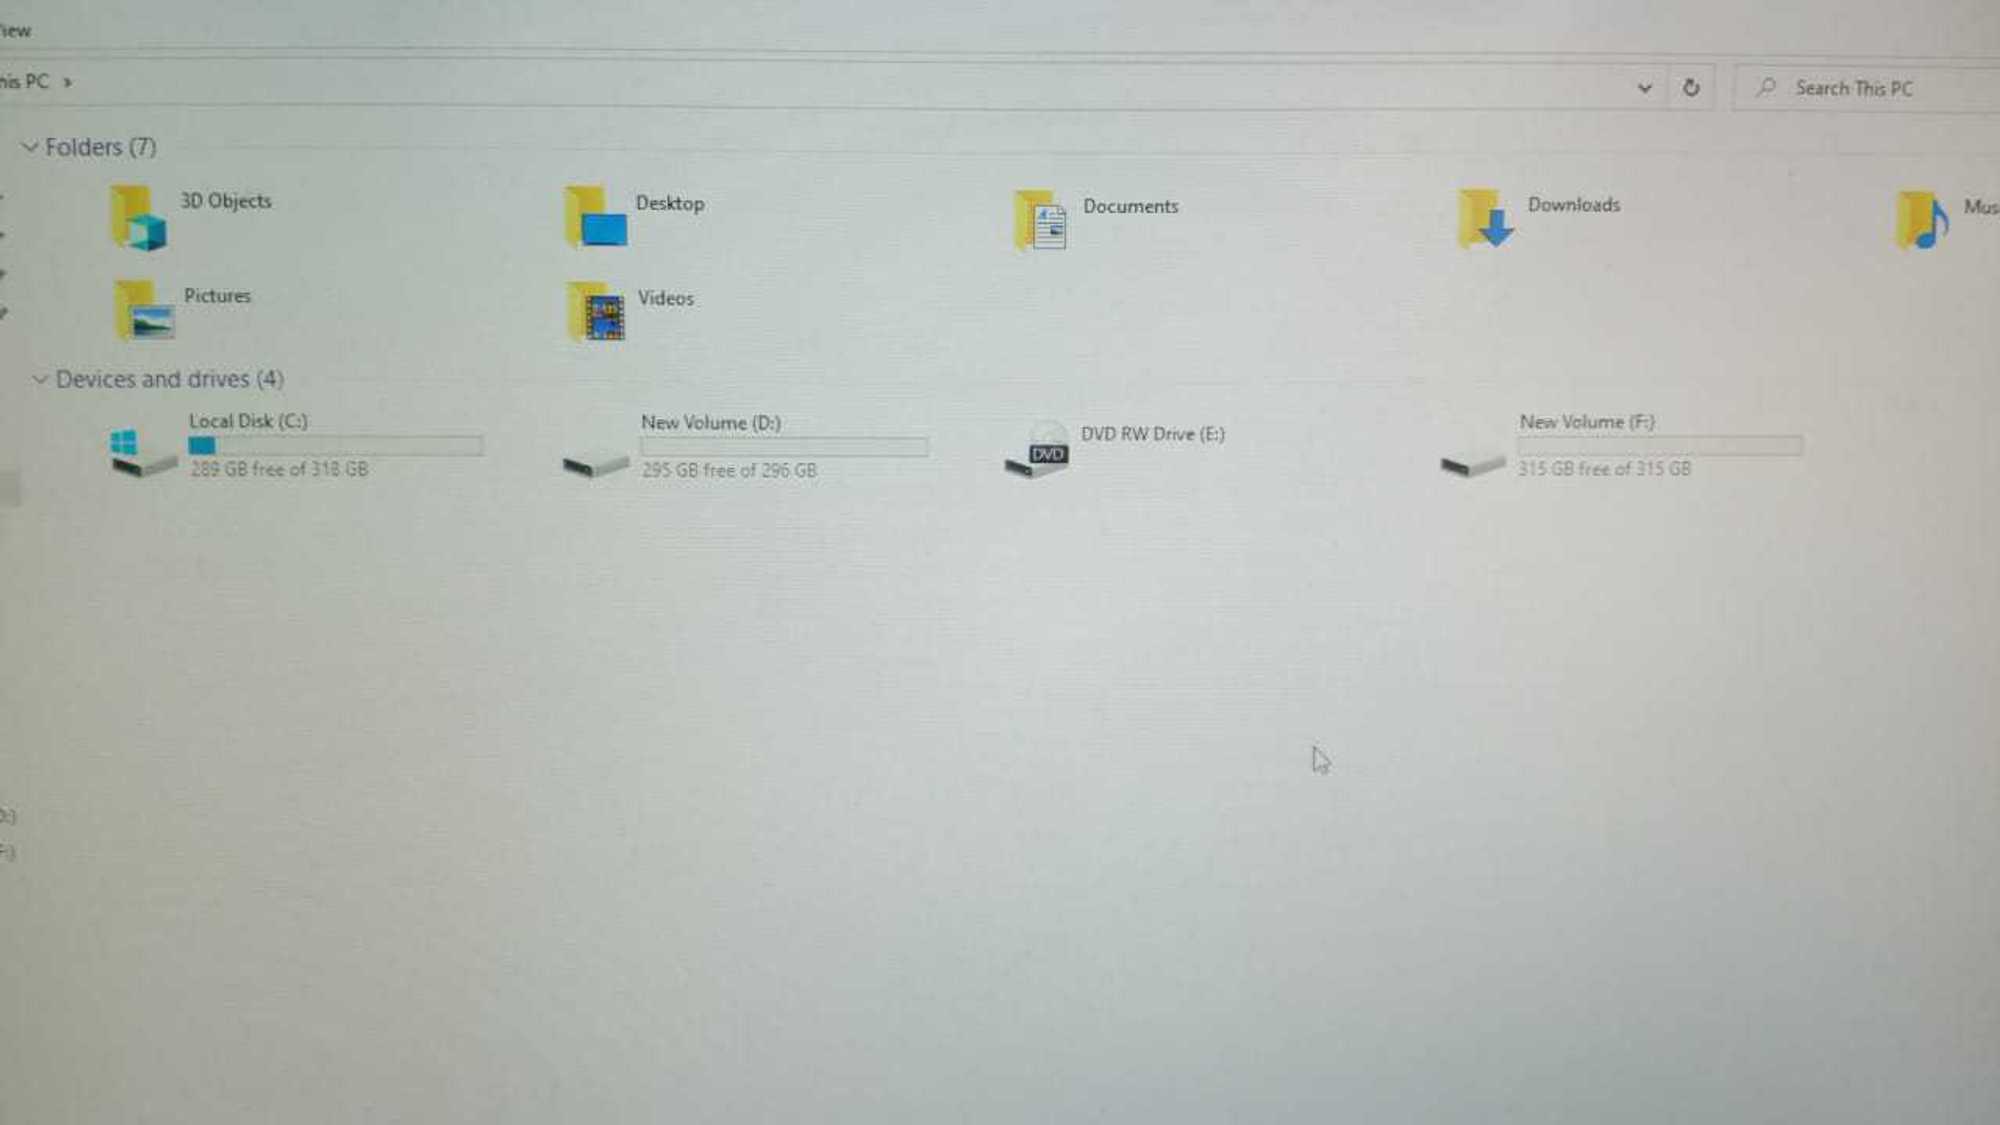 iew
his PC >
Search This PC
Folders (7)
3D Objects
Desktop
Documents
Downloads
Mus
Pictures
Videos
Devices and drives (4)
Local Disk (C:)
289 GB free of 318 GB
New Volume (D:)
295 GB free of 296 GB
DVD RW Drive (E:)
DVD
New Volume (F:)
315 GB free of 315 GB
D:)
F:)